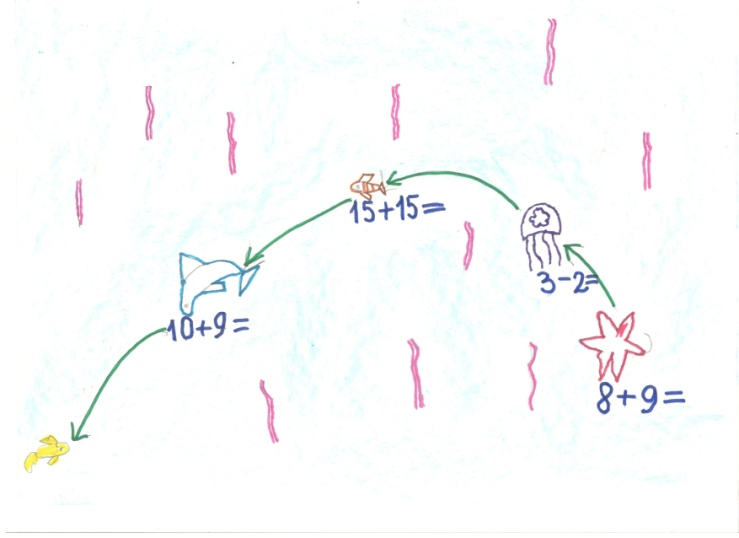 15+15=
3-2=
10+9=
8+9=